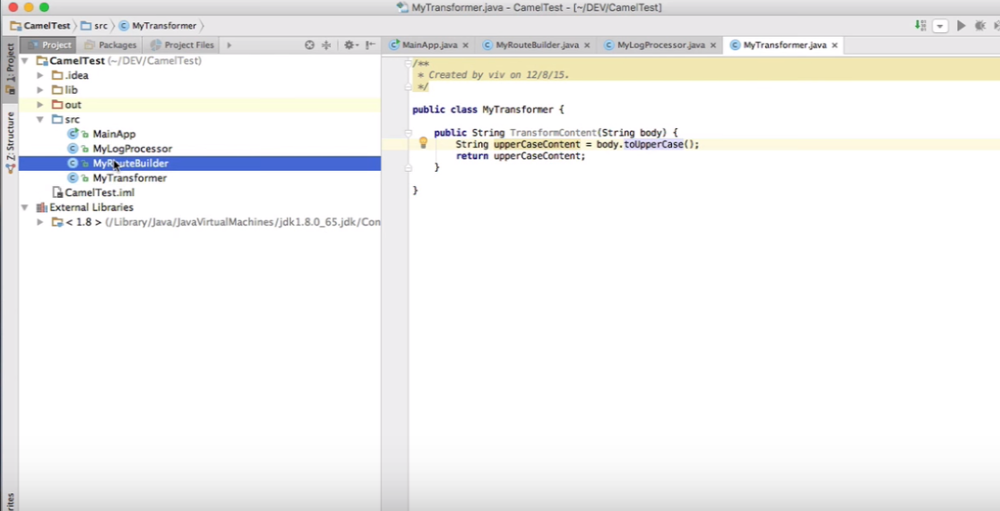 MyTransformer.java - CamelTest - [~/DEV/CamelTest]
CamelTest src MyTransformer
1: Project
Z: Structure
Project Packages Project Files
MainApp.java MyRouteBuilder.java MyLogProcessor.java MyTransformer.java
CamelTest (~/DEV/CamelTest)
.idea
lib
out
src
MainApp
MyLogProcessor
MyRouteBuilder
MyTransformer
CamelTest.iml
External Libraries
< 1.8 > (/Library/Java/JavaVirtualMachines/jdk1.8.0_65.jdk/Con
/**
* Created by viv on 12/8/15.
*/
public class MyTransformer {
public String TransformContent(String body) {
String upperCaseContent = body.toUpperCase();
return upperCaseContent;
}
}